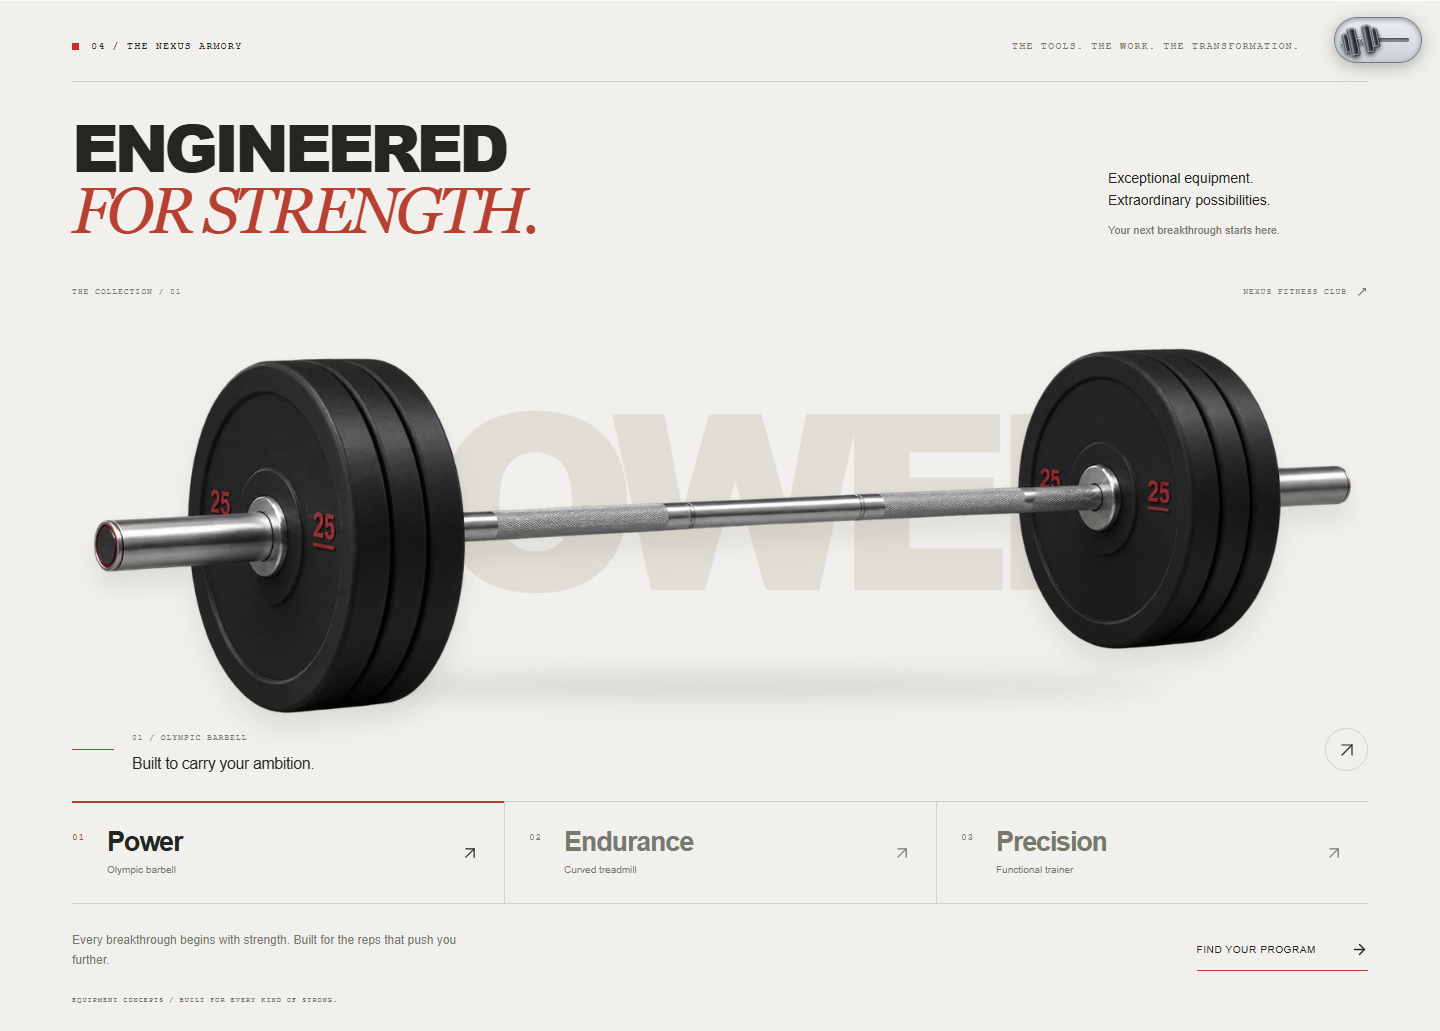 04 / THE NEXUS ARMORY
THE TOOLS. THE WORK. THE TRANSFORMATION.
ENGINEERED
FOR STRENGTH.
Exceptional equipment.
Extraordinary possibilities.
Your next breakthrough starts here.
THE COLLECTION / 01
NEXUS FITNESS CLUB ↗
OWE
25
25
25
25
01 / OLYMPIC BARBELL
Built to carry your ambition.
01
Power
Olympic barbell
02
Endurance
Curved treadmill
03
Precision
Functional trainer
Every breakthrough begins with strength. Built for the reps that push you
further.
FIND YOUR PROGRAM
EQUIPMENT CONCEPTS / BUILT FOR EVERY KIND OF STRONG.